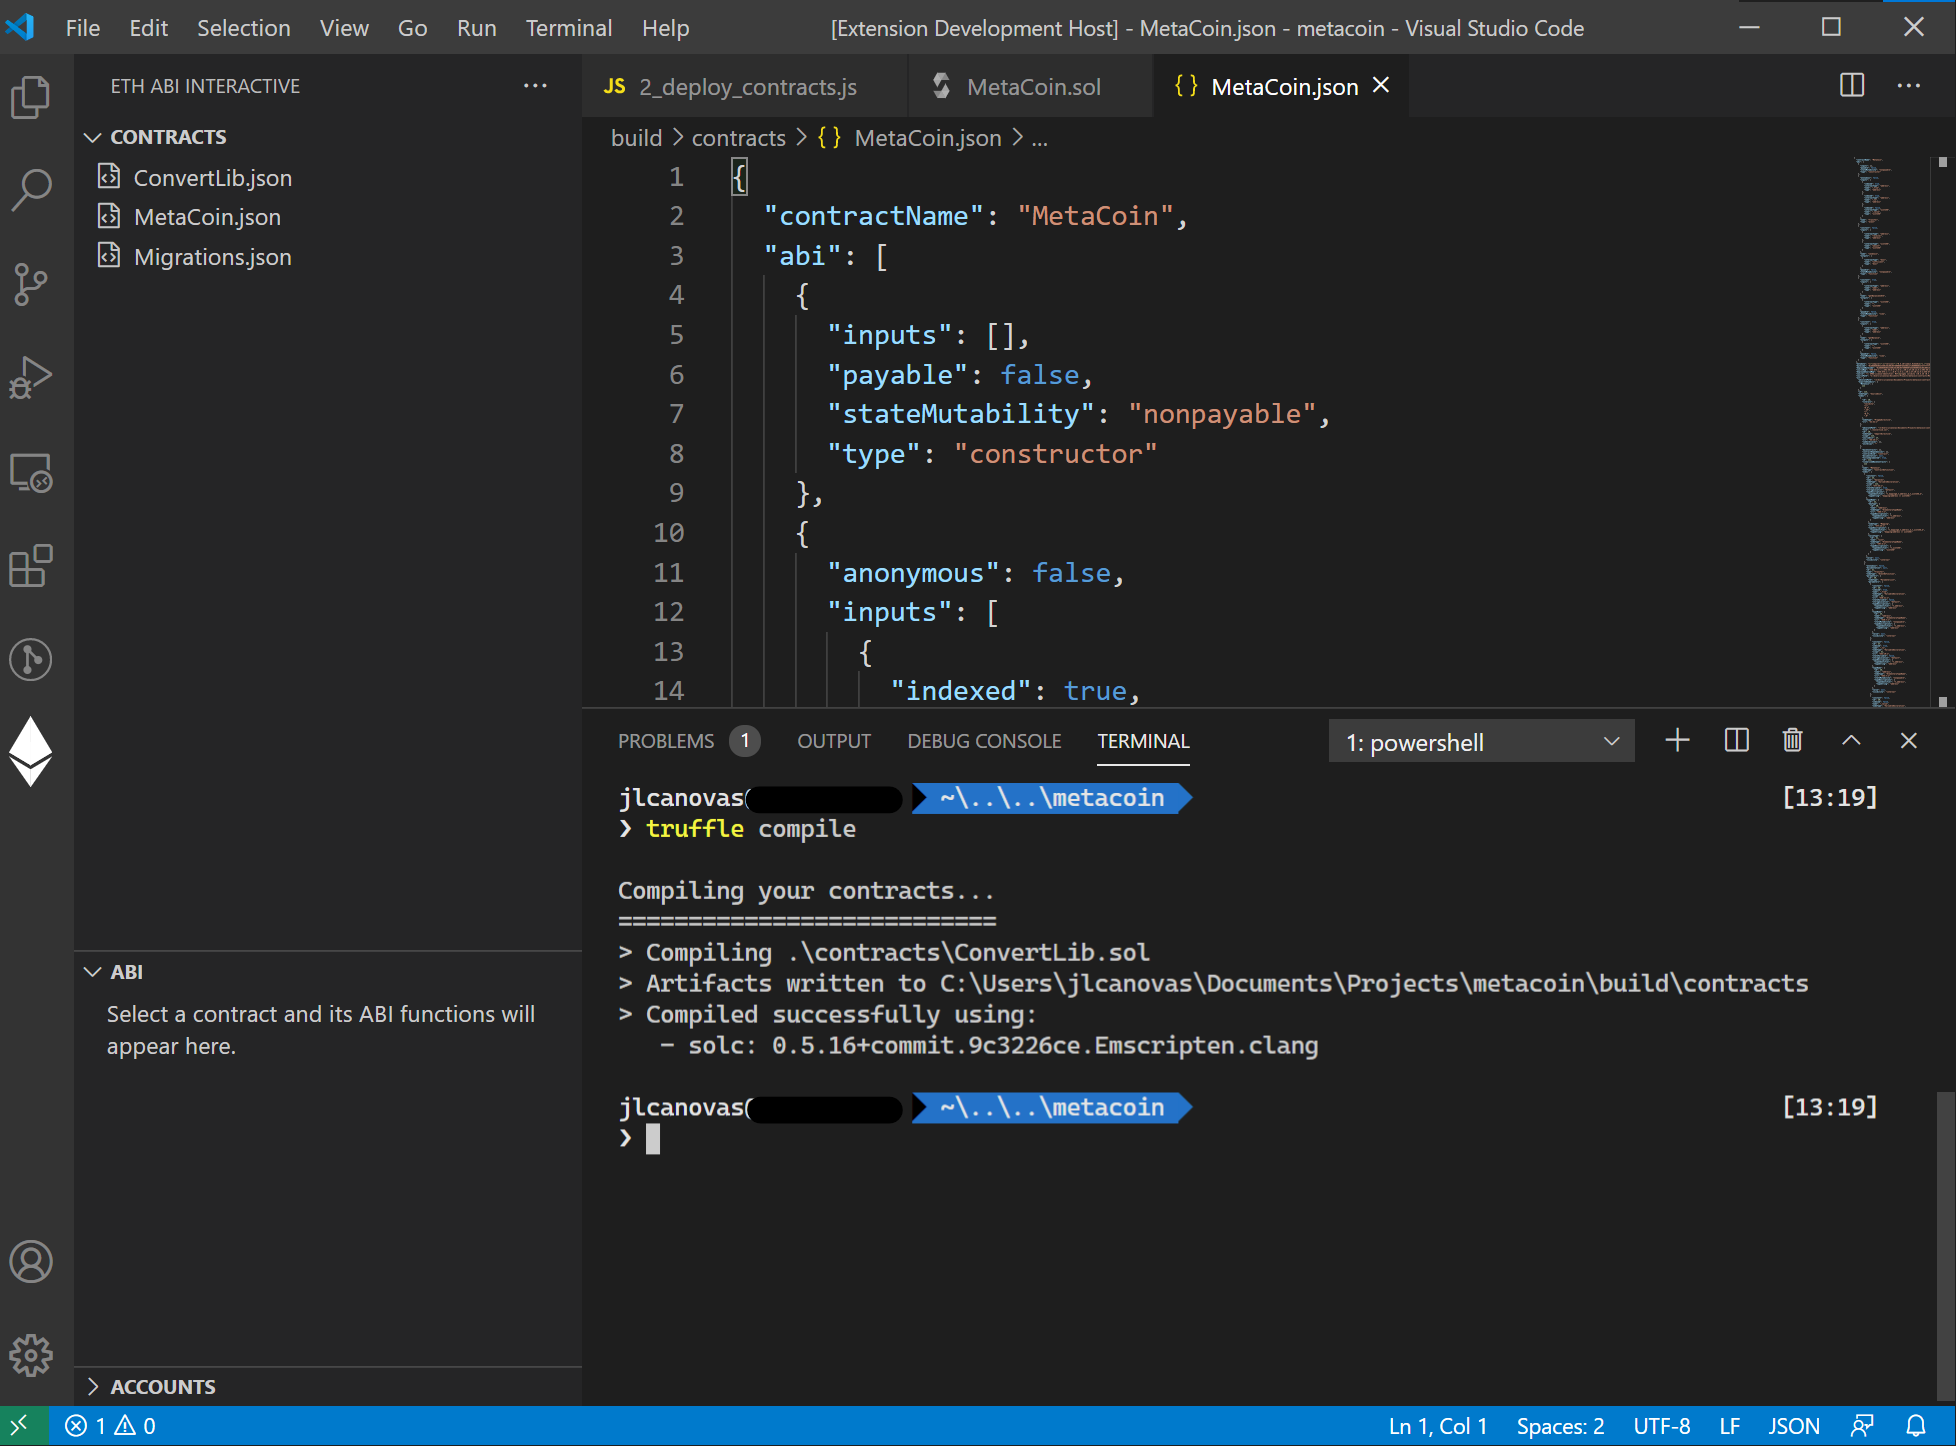 File Edit Selection View Go Run Terminal Help [Extension Development Host] - MetaCoin.json - metacoin - Visual Studio Code
ETH ABI INTERACTIVE
CONTRACTS
ConvertLib.json
MetaCoin.json
Migrations.json
ABI
Select a contract and its ABI functions will
appear here.
ACCOUNTS
JS 2_deploy_contracts.js MetaCoin.sol {} MetaCoin.json
build > contracts > {} MetaCoin.json > ...
1 {
2 "contractName": "MetaCoin",
3 "abi": [
4 {
5 "inputs": [],
6 "payable": false,
7 "stateMutability": "nonpayable",
8 "type": "constructor"
9 },
10 {
11 "anonymous": false,
12 "inputs": [
13 {
14 "indexed": true,
PROBLEMS 1 OUTPUT DEBUG CONSOLE TERMINAL 1: powershell
jlcanovas( ~\..\..\metacoin [13:19]
❯ truffle compile
Compiling your contracts...
===========================
> Compiling .\contracts\ConvertLib.sol
> Artifacts written to C:\Users\jlcanovas\Documents\Projects\metacoin\build\contracts
> Compiled successfully using:
- solc: 0.5.16+commit.9c3226ce.Emscripten.clang
jlcanovas( ~\..\..\metacoin [13:19]
❯
1 0 Ln 1, Col 1 Spaces: 2 UTF-8 LF JSON